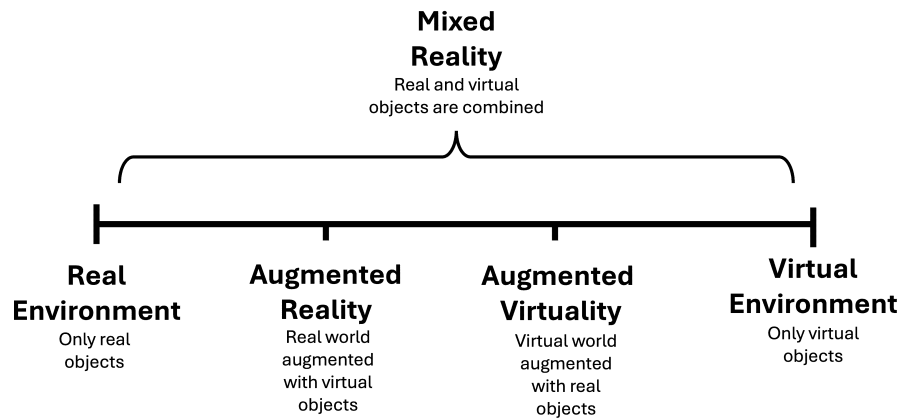 Mixed
Reality
Real and virtual
objects are combined
Real
Environment
Only real
objects
Augmented
Reality
Real world
augmented
with virtual
objects
Augmented
Virtuality
Virtual world
augmented
with real
objects
Virtual
Environment
Only virtual
objects